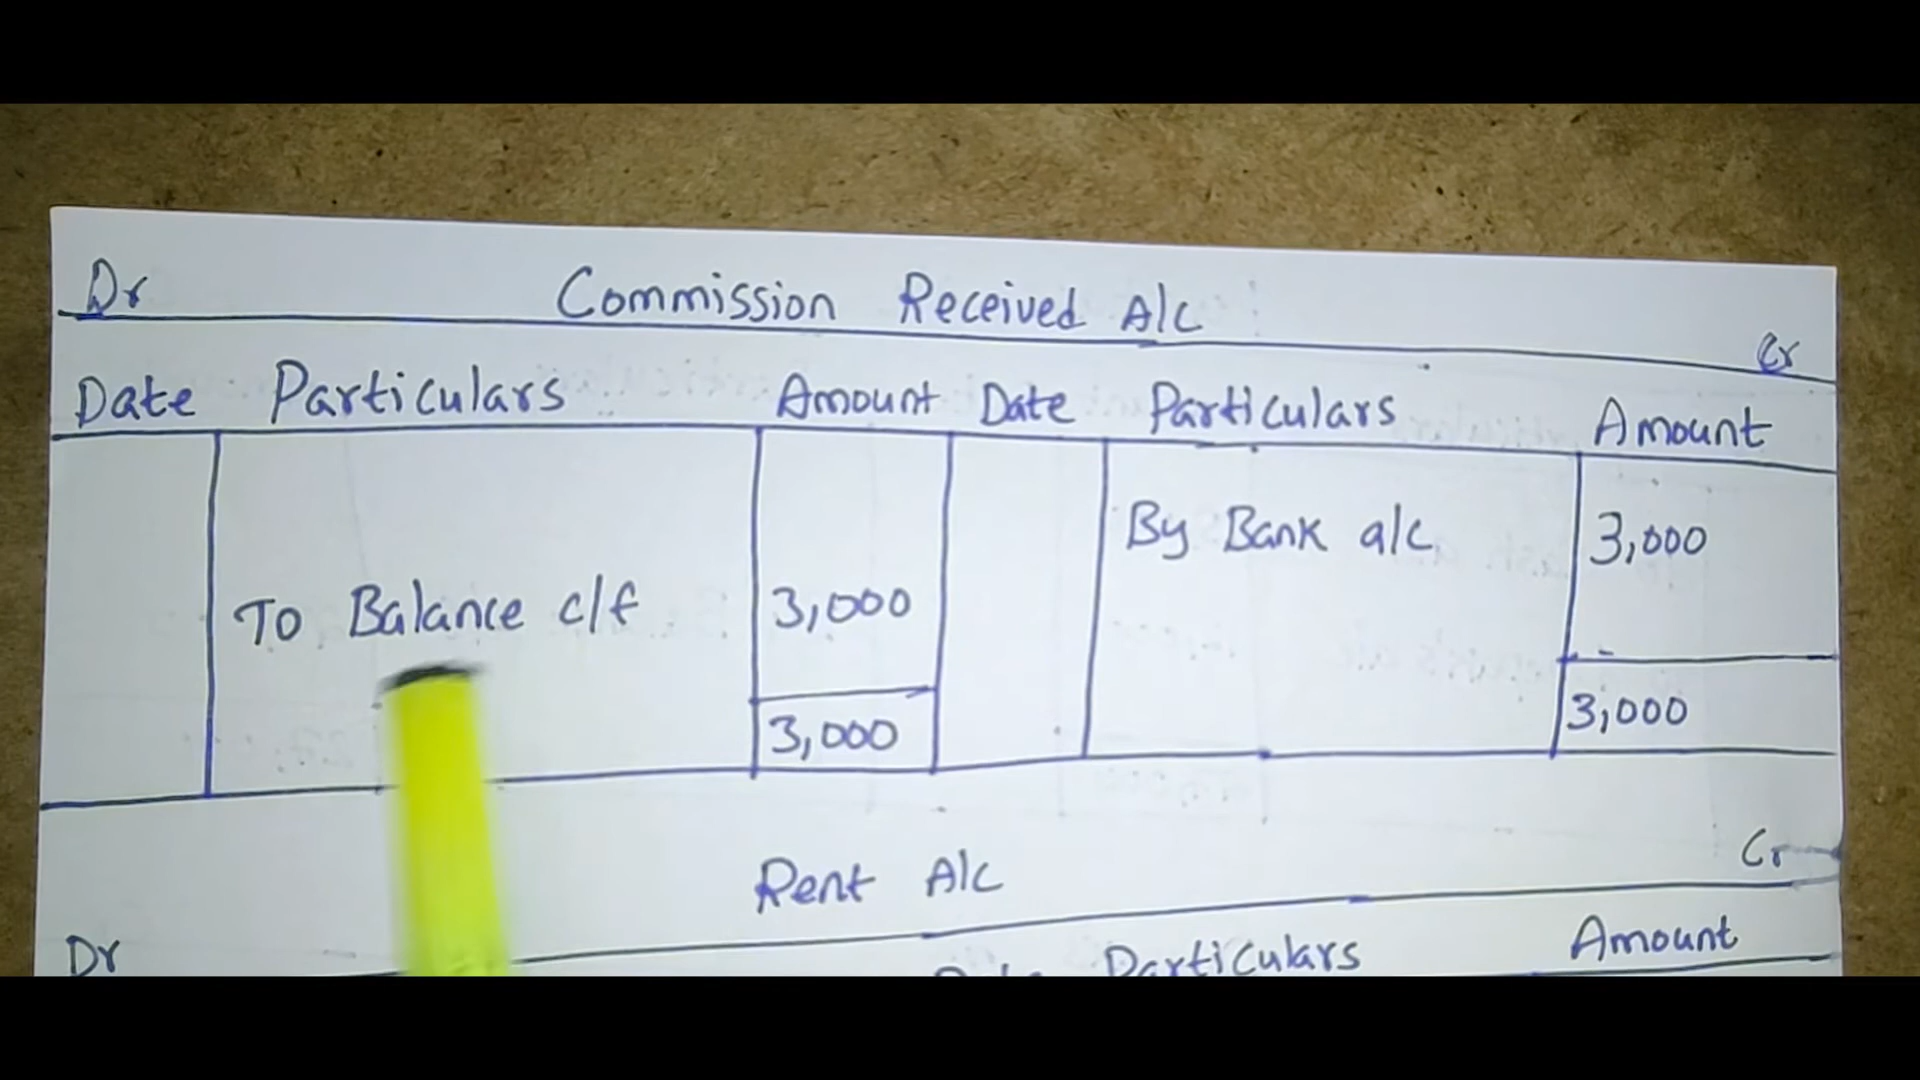 Dr Commission Received A/C Cr
Date Particulars Amount Date Particulars Amount
By Bank a/c 3,000
To Balance c/f 3,000
3,000 3,000
Rent A/C Cr
Dr Particulars Amount